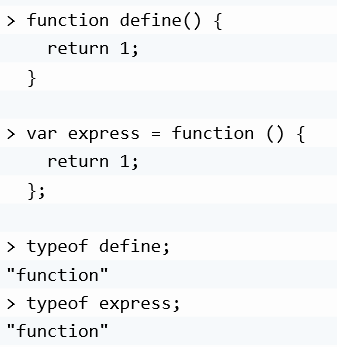 > function define() {
    return 1;
  }
> var express = function () {
    return 1;
  };
> typeof define;
"function"
> typeof express;
"function"